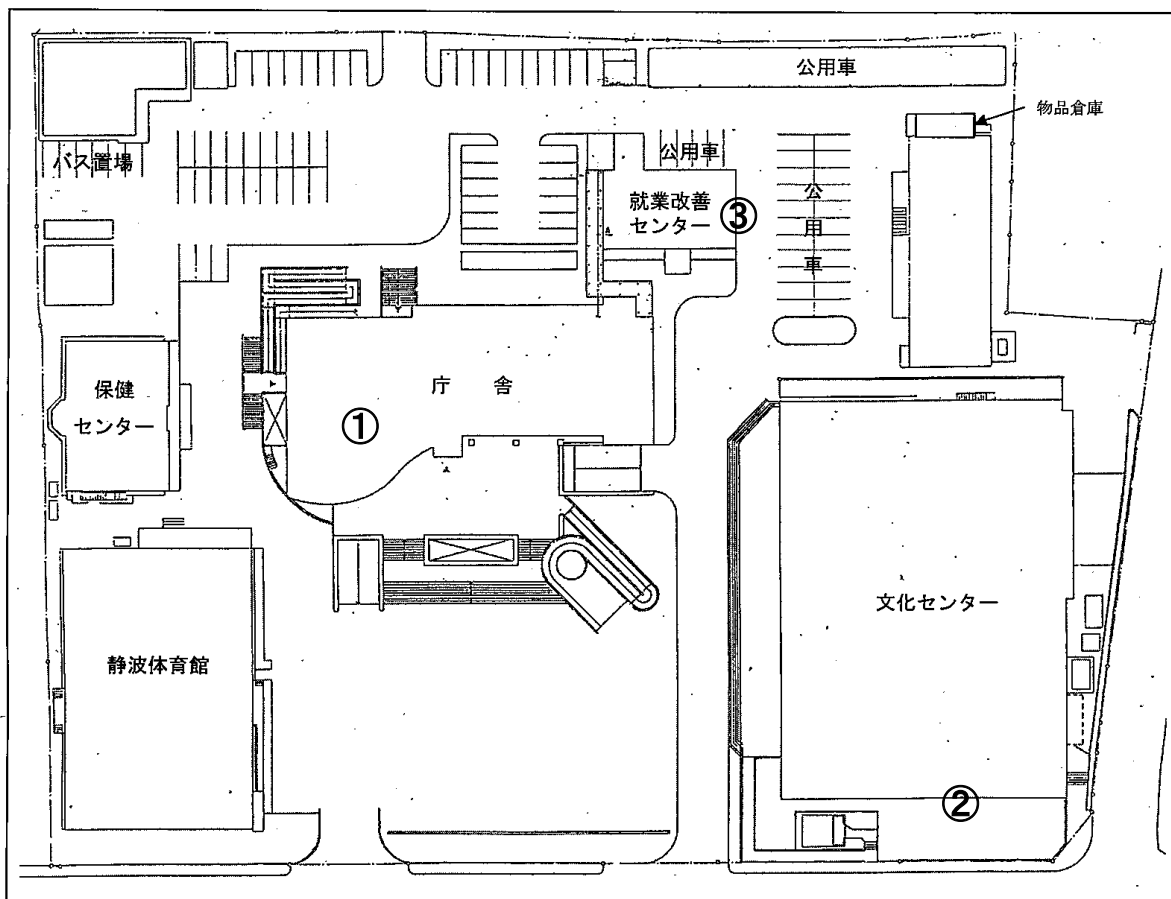 公用車
物品倉庫
バス置場
公用車
就業改善
センター
③
公用車
保健
センター
庁舎
①
文化センター
静波体育館
②